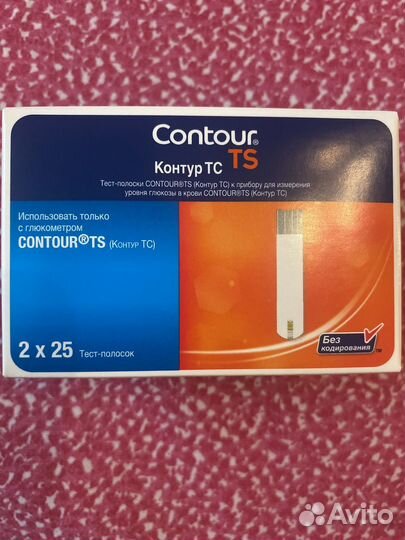 Contour®
TS
Контур ТС
Тест-полоски CONTOUR®TS (Контур ТС) к прибору для измерения
уровня глюкозы в крови CONTOUR®TS (Контур ТС)
Использовать только
с глюкометром
CONTOUR®TS (Контур ТС)
2 x 25 Тест-полосок
Без
кодирования
TM
Avito